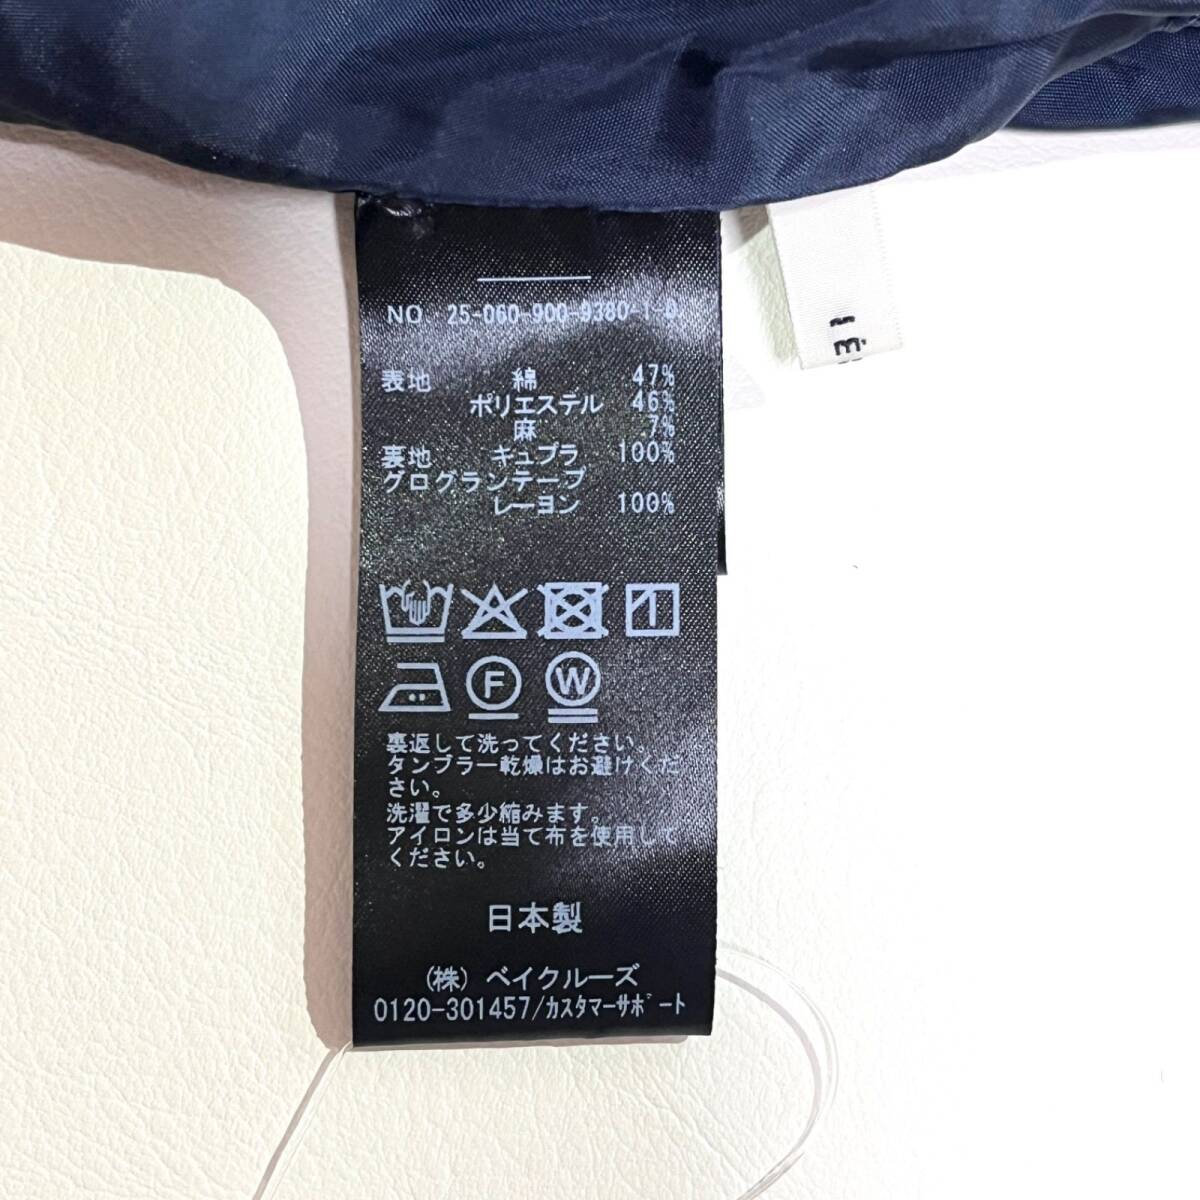 NO 25-060-900-9380-1-0
表地 綿 47%
ポリエステル 46%
麻 7%
裏地 キュプラ 100%
グログランテープ
レーヨン 100%
F W
裏返して洗ってください。
タンブラー乾燥はお避けくだ
さい。
洗濯で多少縮みます。
アイロンは当て布を使用して
ください。
日本製
(株) ベイクルーズ
0120-301457/カスタマーサポート